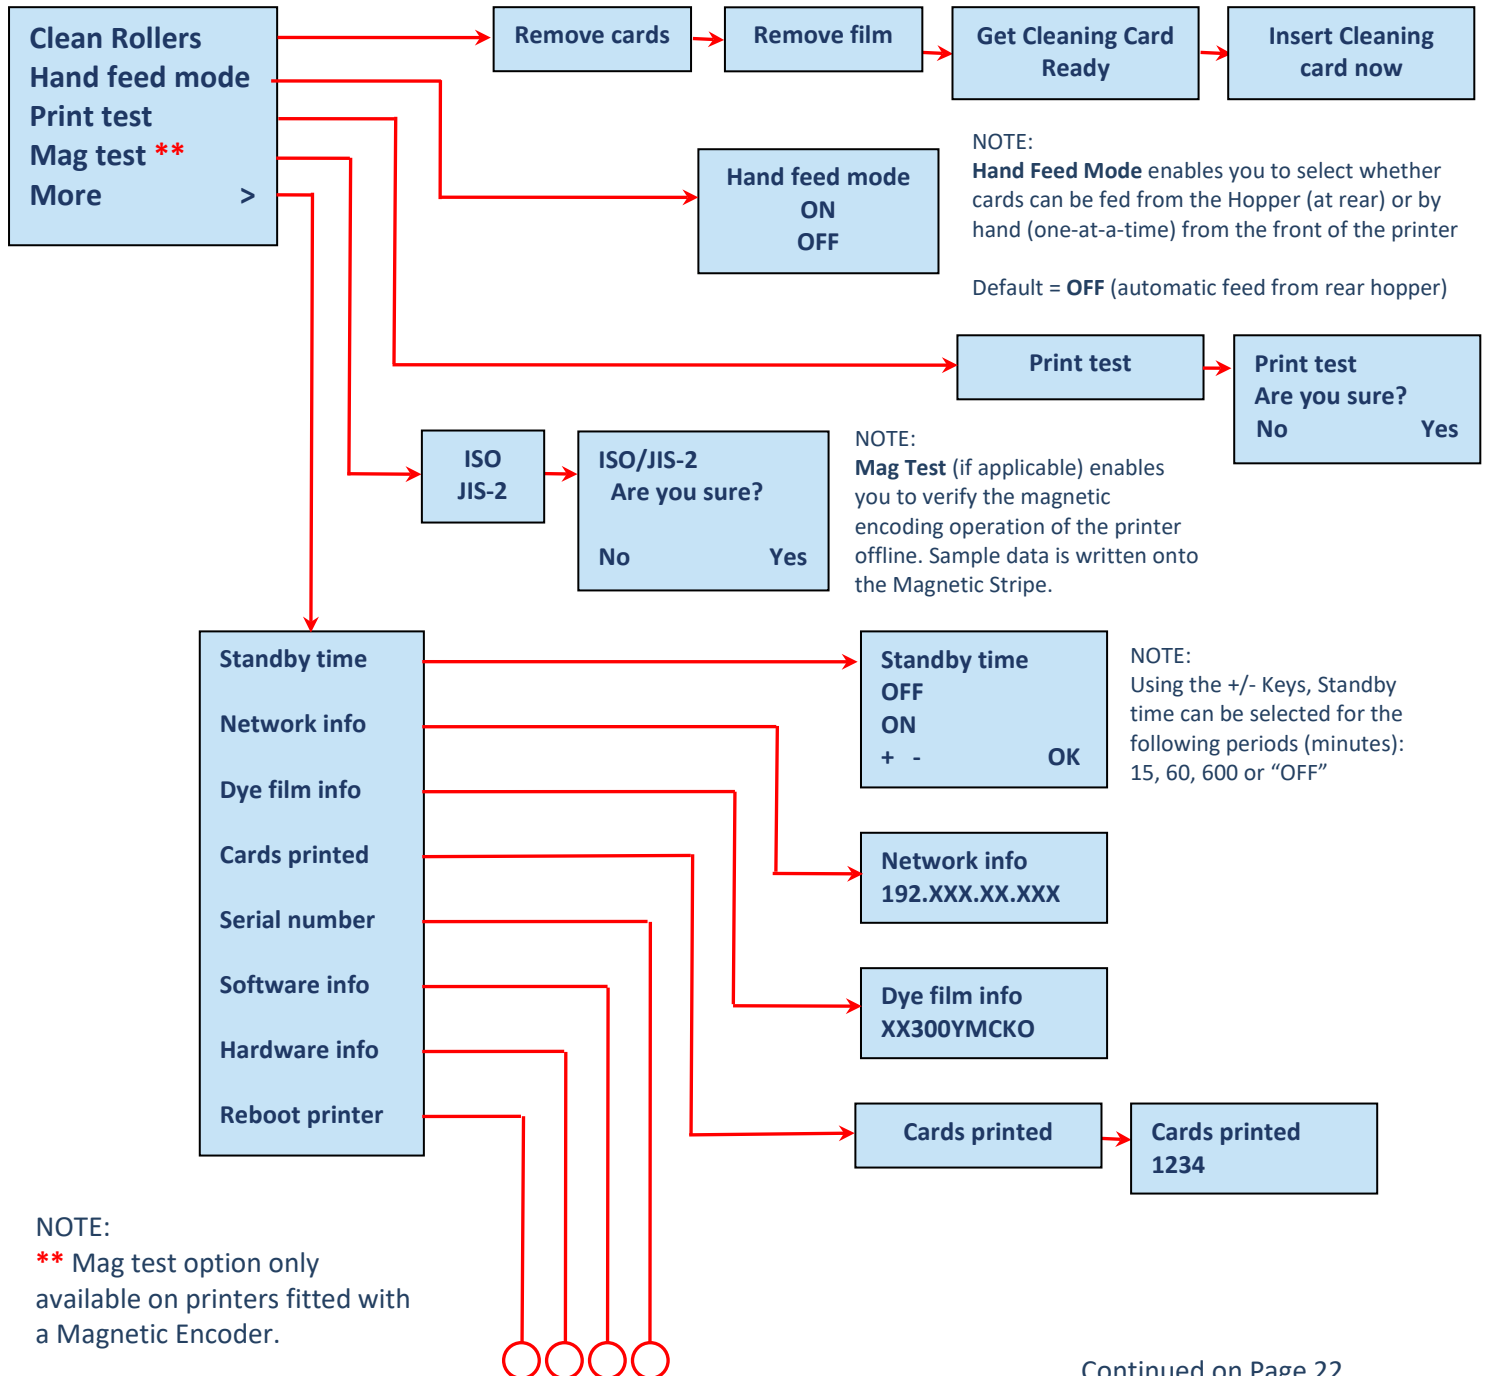 Clean Rollers
Hand feed mode
Print test
Mag test **
More >
Remove cards
Remove film
Get Cleaning Card
Ready
Insert Cleaning
card now
Hand feed mode
ON
OFF
NOTE:
Hand Feed Mode enables you to select whether
cards can be fed from the Hopper (at rear) or by
hand (one-at-a-time) from the front of the printer
Default = OFF (automatic feed from rear hopper)
Print test
Print test
Are you sure?
No Yes
ISO
JIS-2
ISO/JIS-2
Are you sure?
No Yes
NOTE:
Mag Test (if applicable) enables
you to verify the magnetic
encoding operation of the printer
offline. Sample data is written onto
the Magnetic Stripe.
Standby time
Network info
Dye film info
Cards printed
Serial number
Software info
Hardware info
Reboot printer
Standby time
OFF
ON
+ - OK
NOTE:
Using the +/- Keys, Standby
time can be selected for the
following periods (minutes):
15, 60, 600 or “OFF”
Network info
192.XXX.XX.XXX
Dye film info
XX300YMCKO
Cards printed
Cards printed
1234
NOTE:
** Mag test option only
available on printers fitted with
a Magnetic Encoder.
Continued on Page 22